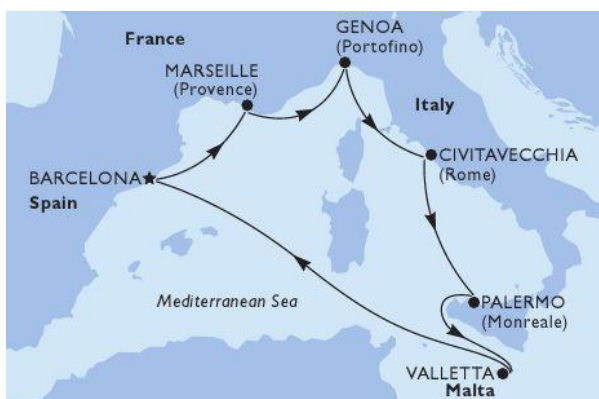 France
GENOA
(Portofino)
MARSEILLE
(Provence)
Italy
CIVITAVECCHIA
(Rome)
BARCELONA
Spain
Mediterranean Sea
PALERMO
(Monreale)
VALLETTA
Malta